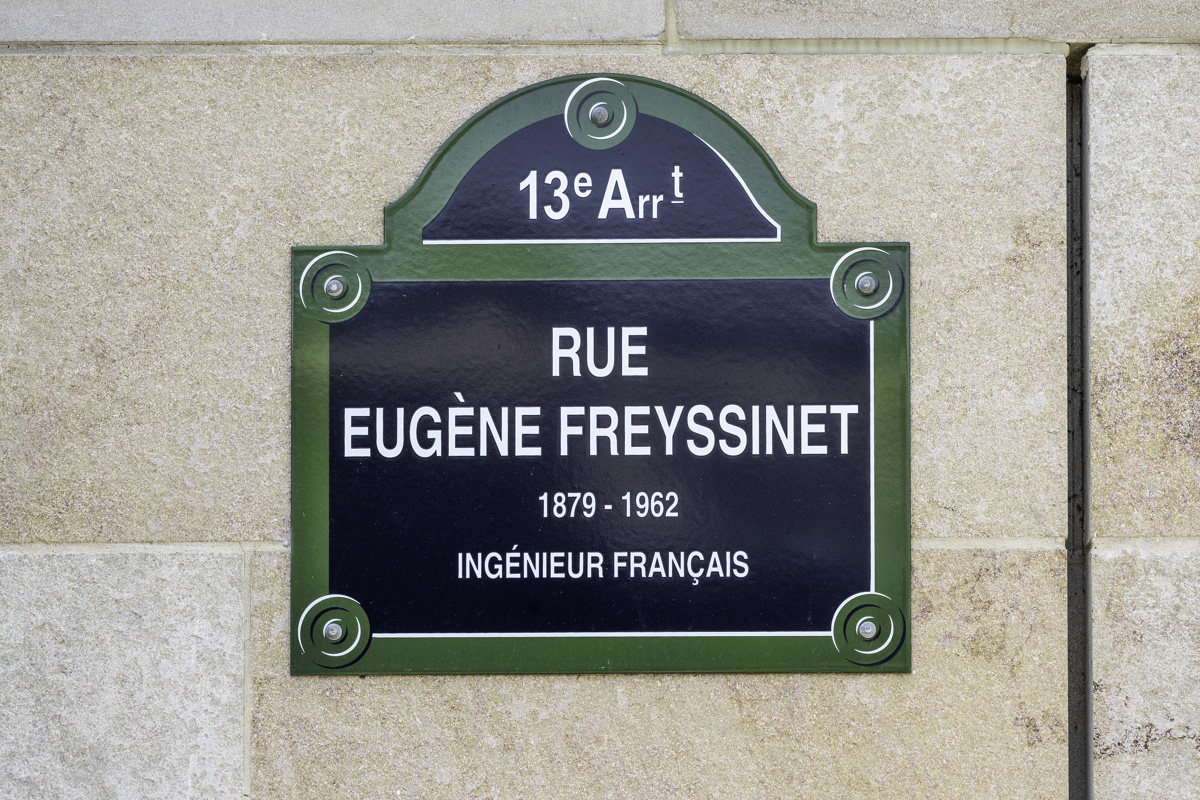 13e Arrt
RUE
EUGÈNE FREYSSINET
1879 - 1962
INGÉNIEUR FRANÇAIS